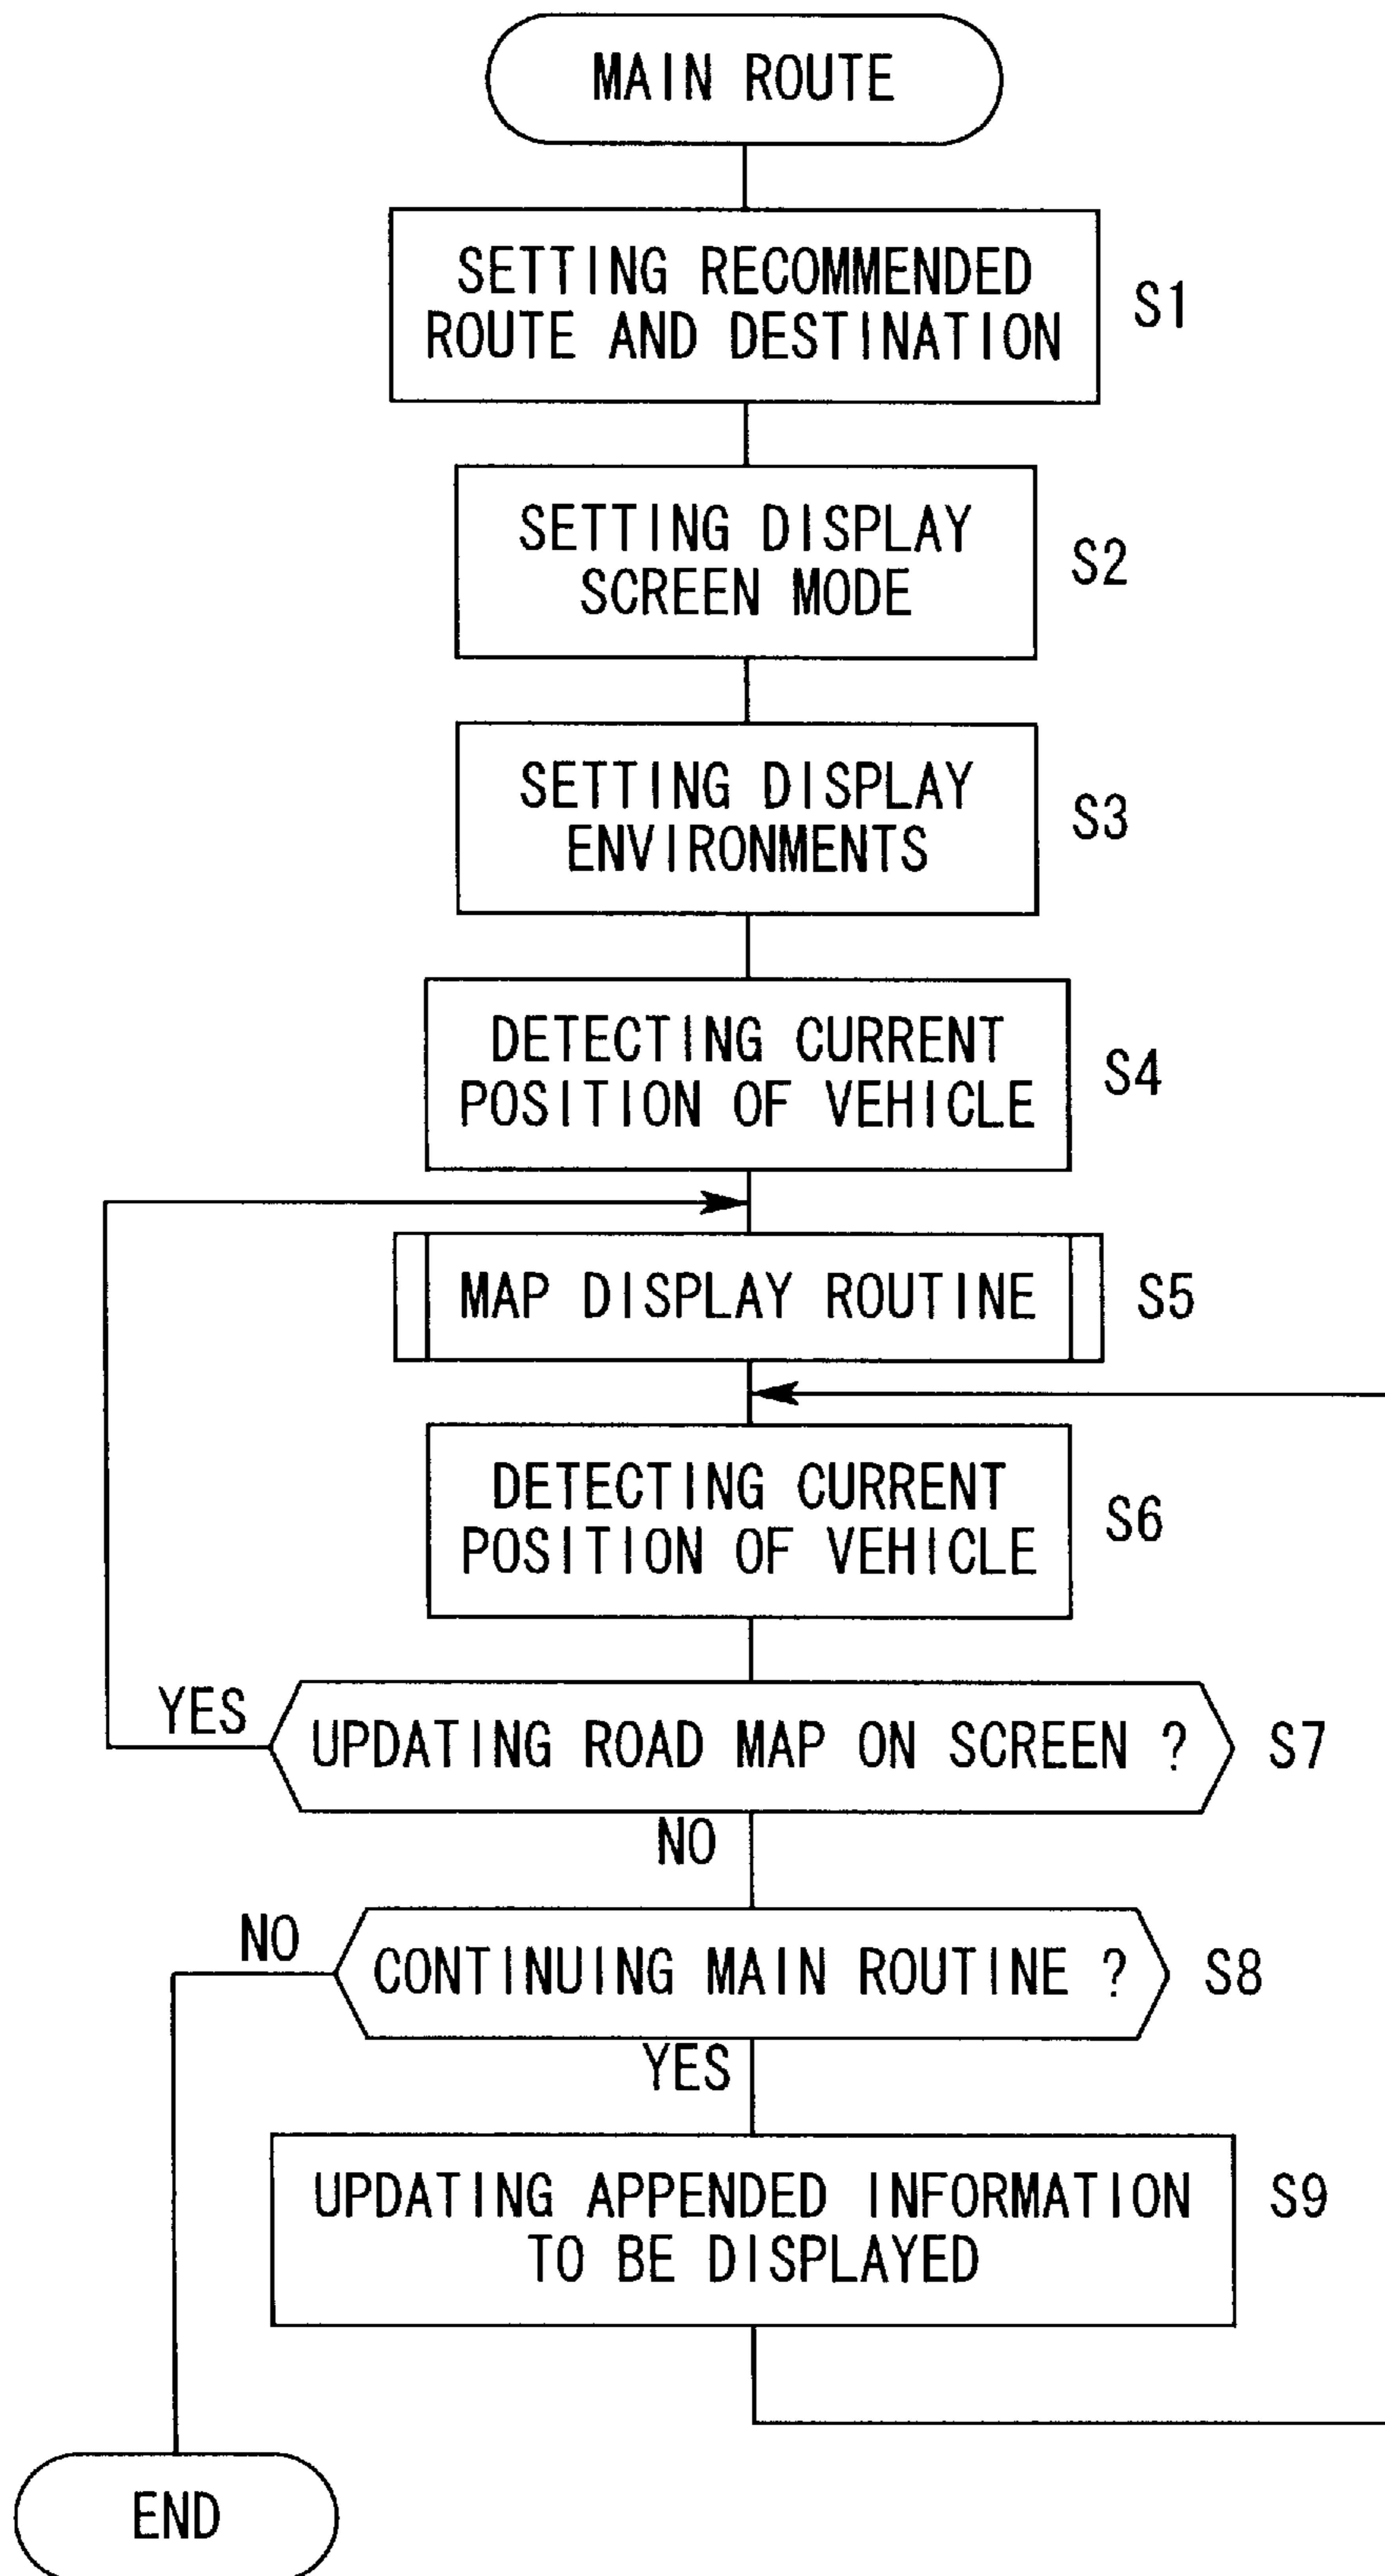 MAIN ROUTE
SETTING RECOMMENDED
ROUTE AND DESTINATION
S1
SETTING DISPLAY
SCREEN MODE
S2
SETTING DISPLAY
ENVIRONMENTS
S3
DETECTING CURRENT
POSITION OF VEHICLE
S4
MAP DISPLAY ROUTINE
S5
DETECTING CURRENT
POSITION OF VEHICLE
S6
YES
UPDATING ROAD MAP ON SCREEN ?
S7
NO
NO
CONTINUING MAIN ROUTINE ?
S8
YES
UPDATING APPENDED INFORMATION
TO BE DISPLAYED
S9
END